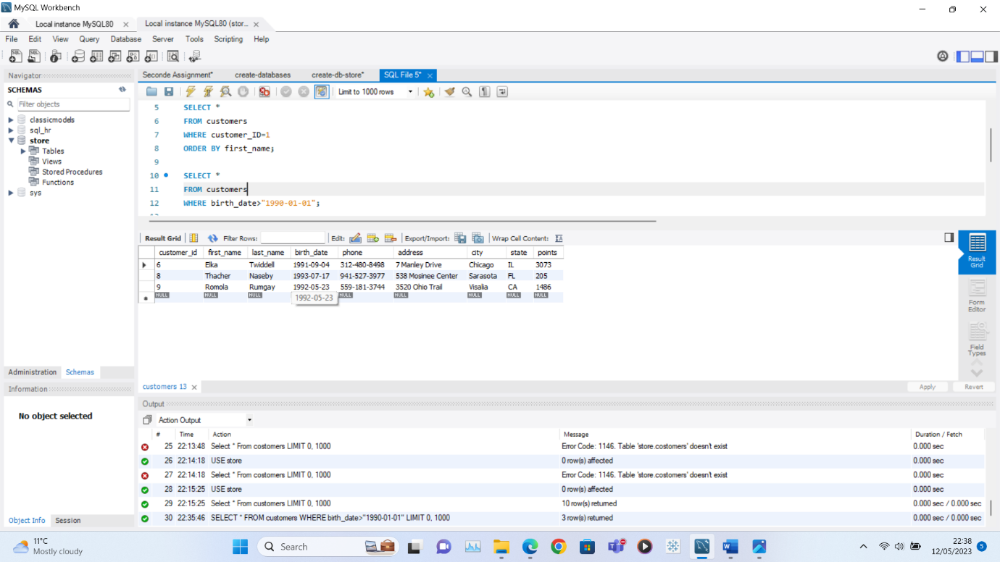 MySQL Workbench
Local instance MySQL80
Local instance MySQL80 (stor...
File Edit View Query Database Server Tools Scripting Help
Navigator
SCHEMAS
Filter objects
classicmodels
sql_hr
store
Tables
Views
Stored Procedures
Functions
sys
Administration Schemas
Information
No object selected
Object Info Session
Seconde Assignment* create-databases create-db-store* SQL File 5*
Limit to 1000 rows
5 SELECT *
6 FROM customers
7 WHERE customer_ID=1
8 ORDER BY first_name;
9
10 SELECT *
11 FROM customers
12 WHERE birth_date>"1990-01-01";
Result Grid Filter Rows: Edit: Export/Import: Wrap Cell Content:
customer_id first_name last_name birth_date phone address city state points
6 Elka Twiddell 1991-09-04 312-480-8498 7 Manley Drive Chicago IL 3073
8 Thacher Naseby 1993-07-17 941-527-3977 538 Mosinee Center Sarasota FL 205
9 Romola Rumgay 1992-05-23 559-181-3744 3520 Ohio Trail Visalia CA 1486
NULL NULL NULL NULL NULL NULL NULL NULL
1992-05-23
Result
Grid
Form
Editor
Field
Types
customers 13
Apply Revert
Output
Action Output
# Time Action Message Duration / Fetch
25 22:13:48 Select * From costomers LIMIT 0, 1000 Error Code: 1146. Table 'store.costomers' doesn't exist 0.000 sec
26 22:14:18 USE store 0 row(s) affected 0.000 sec
27 22:14:18 Select * From costomers LIMIT 0, 1000 Error Code: 1146. Table 'store.costomers' doesn't exist 0.000 sec
28 22:15:25 USE store 0 row(s) affected 0.000 sec
29 22:15:25 Select * From customers LIMIT 0, 1000 10 row(s) returned 0.000 sec / 0.000 sec
30 22:35:46 SELECT * FROM customers WHERE birth_date>"1990-01-01" LIMIT 0, 1000 3 row(s) returned 0.000 sec / 0.000 sec
11°C
Mostly cloudy
Search
22:38
12/05/2023
5